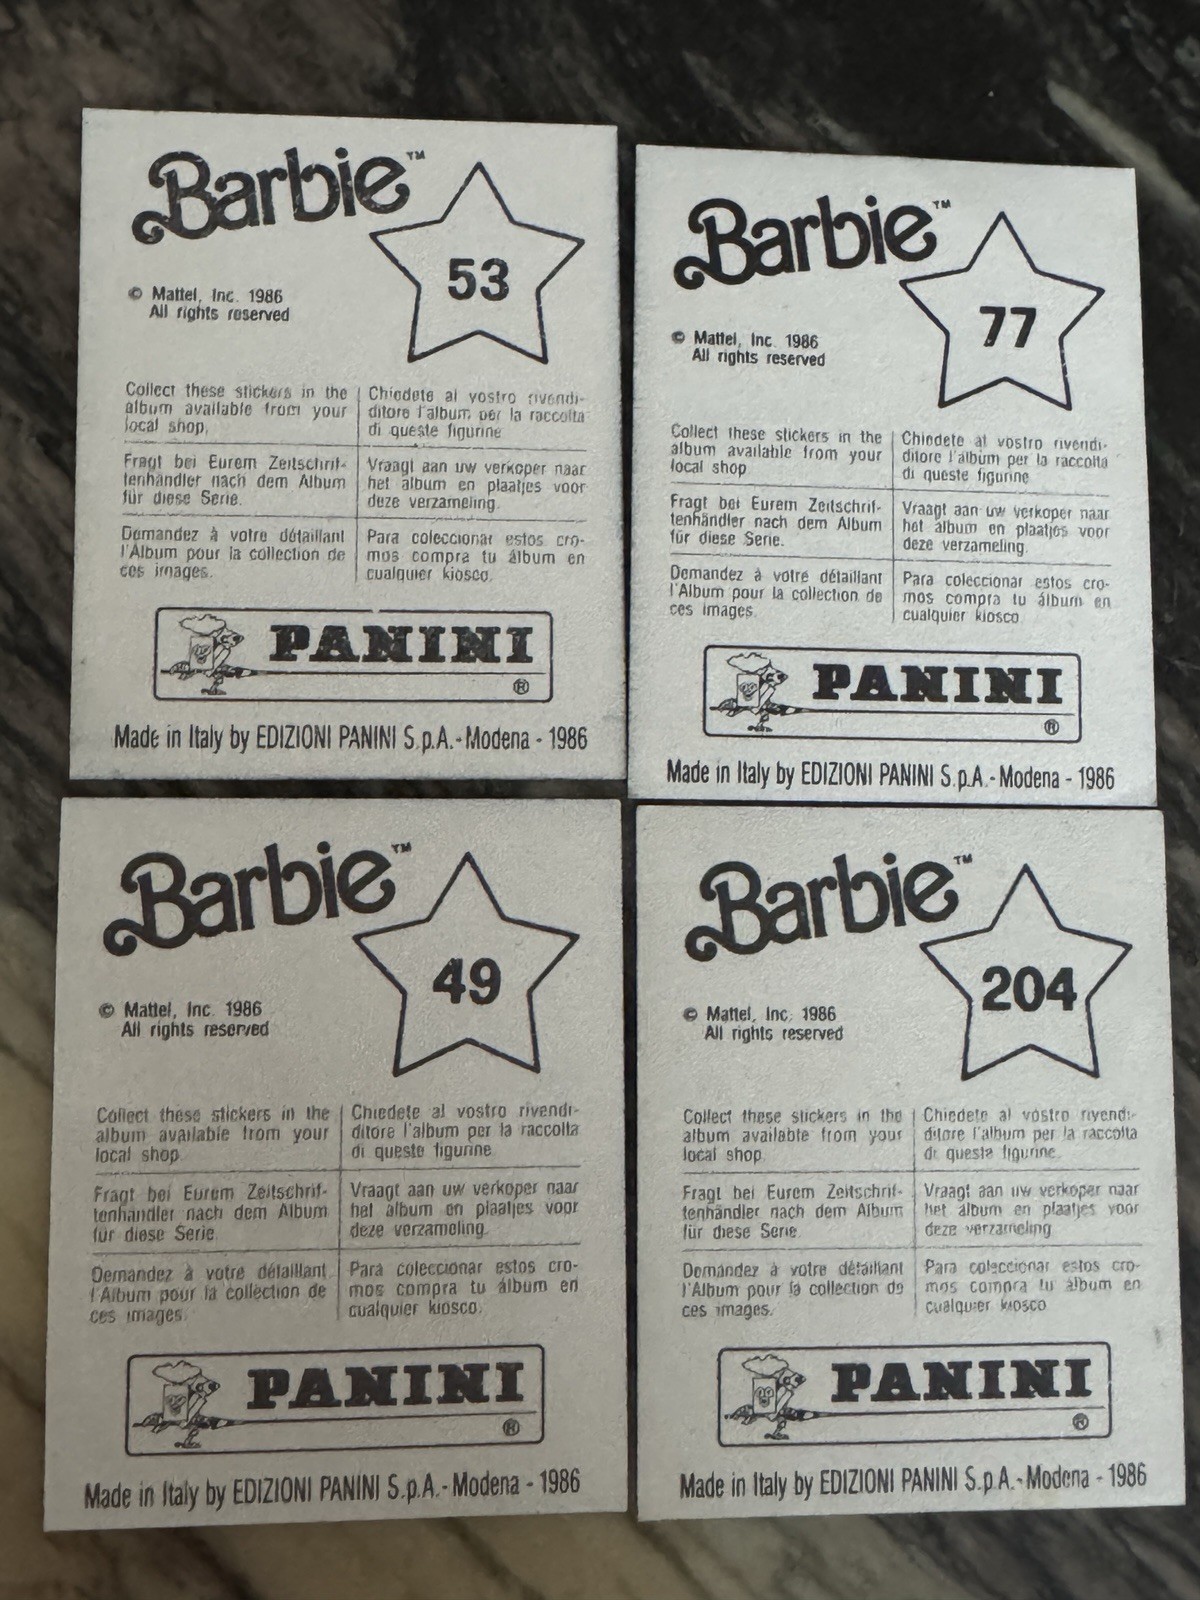 Barbie™
53
© Mattel, Inc. 1986
All rights reserved
Collect these stickers in the
album available from your
local shop.
Chiedete al vostro rivendi-
ditore l'album per la raccolta
di queste figurine
Fragt bei Eurem Zeitschrif-
tenhändler nach dem Album
für diese Serie.
Vraagt aan uw verkoper naar
het album en plaatjes voor
deze verzameling.
Demandez à votre détaillant
l'Album pour la collection de
ces images.
Para coleccionar estos cro-
mos compra tu álbum en
cualquier kiosco.
PANINI
®
Made in Italy by EDIZIONI PANINI S.p.A. - Modena - 1986
Barbie™
77
© Mattel, Inc. 1986
All rights reserved
Collect these stickers in the
album available from your
local shop
Chiedete al vostro rivendi-
ditore l'album per la raccolta
di queste figurine
Fragt bei Eurem Zeitschrif-
tenhändler nach dem Album
für diese Serie.
Vraagt aan uw verkoper naar
het album en plaatjes voor
deze verzameling
Demandez à votre détaillant
l'Album pour la collection de
ces images.
Para coleccionar estos cro-
mos compra tu álbum en
cualquier kiosco
PANINI
®
Made in Italy by EDIZIONI PANINI S.p.A. - Modena - 1986
Barbie™
49
© Mattel, Inc. 1986
All rights reserved
Collect these stickers in the
album available from your
local shop
Chiedete al vostro rivendi-
ditore l'album per la raccolta
di queste figurine
Fragt bei Eurem Zeitschrif-
tenhändler nach dem Album
für diese Serie
Vraagt aan uw verkoper naar
het album en plaatjes voor
deze verzameling.
Demandez à votre détaillant
l'Album pour la collection de
ces images.
Para coleccionar estos cro-
mos compra tu álbum en
cualquier kiosco.
PANINI
®
Made in Italy by EDIZIONI PANINI S.p.A. - Modena - 1986
Barbie™
204
© Mattel, Inc. 1986
All rights reserved
Collect these stickers in the
album available from your
local shop.
Chiedete al vostro rivendi-
ditore l'album per la raccolta
di queste figurine.
Fragt bei Eurem Zeitschrif-
tenhändler nach dem Album
für diese Serie.
Vraagt aan uw verkoper naar
het album en plaatjes voor
deze verzameling
Demandez à votre détaillant
l'Album pour la collection de
ces images.
Para coleccionar estos cro-
mos compra tu álbum en
cualquier kiosco
PANINI
®
Made in Italy by EDIZIONI PANINI S.p.A. - Modena - 1986